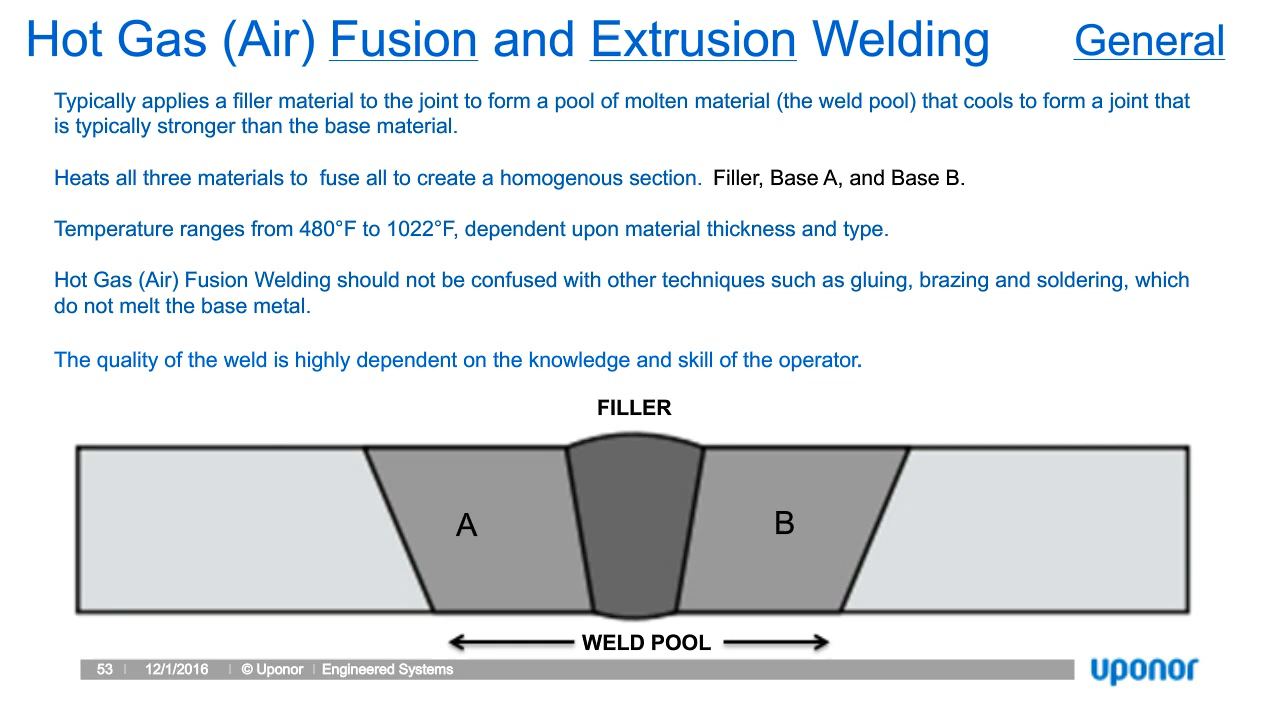 Hot Gas (Air) Fusion and Extrusion Welding General
Typically applies a filler material to the joint to form a pool of molten material (the weld pool) that cools to form a joint that
is typically stronger than the base material.
Heats all three materials to  fuse all to create a homogenous section.  Filler, Base A, and Base B.
Temperature ranges from 480°F to 1022°F, dependent upon material thickness and type.
Hot Gas (Air) Fusion Welding should not be confused with other techniques such as gluing, brazing and soldering, which
do not melt the base metal.
The quality of the weld is highly dependent on the knowledge and skill of the operator.
FILLER
A B
WELD POOL
53 | 12/1/2016 | © Uponor | Engineered Systems
uponor